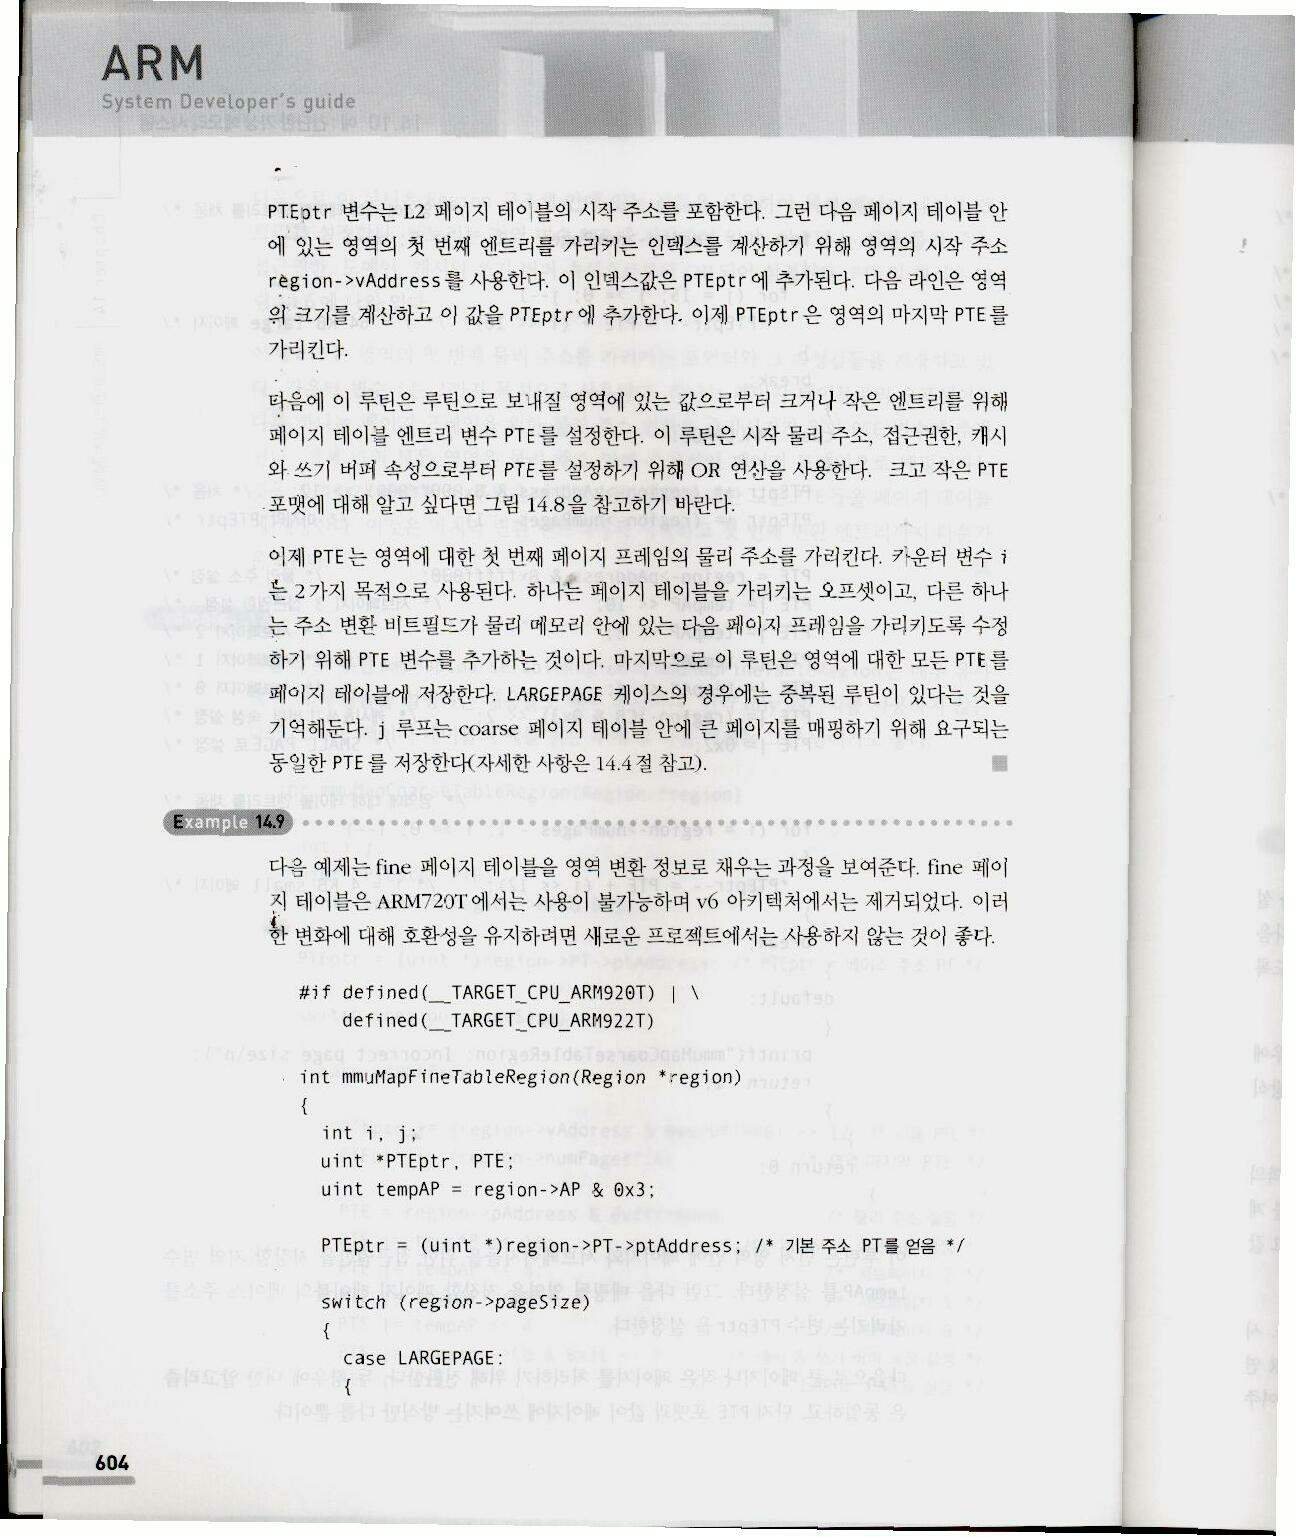 ARM
System Developer's guide
PTEptr 변수는 L2 페이지 테이블의 시작 주소를 포함한다. 그런 다음 페이지 테이블 안
에 있는 영역의 첫 번째 엔트리를 가리키는 인덱스를 계산하기 위해 영역의 시작 주소
region->vAddress를 사용한다. 이 인덱스값은 PTEptr에 추가된다. 다음 라인은 영역
의 크기를 계산하고 이 값을 PTEptr에 추가한다. 이제 PTEptr은 영역의 마지막 PTE를
가리킨다.
다음에 이 루틴은 루틴으로 보내질 영역에 있는 값으로부터 크거나 작은 엔트리를 위해
페이지 테이블 엔트리 변수 PTE를 설정한다. 이 루틴은 시작 물리 주소, 접근권한, 캐시
와 쓰기 버퍼 속성으로부터 PTE를 설정하기 위해 OR 연산을 사용한다. 크고 작은 PTE
포맷에 대해 알고 싶다면 그림 14.8을 참고하기 바란다.
이제 PTE는 영역에 대한 첫 번째 페이지 프레임의 물리 주소를 가리킨다. 카운터 변수 i
는 2가지 목적으로 사용된다. 하나는 페이지 테이블을 가리키는 오프셋이고, 다른 하나
는 주소 변환 비트필드가 물리 메모리 안에 있는 다음 페이지 프레임을 가리키도록 수정
하기 위해 PTE 변수를 추가하는 것이다. 마지막으로 이 루틴은 영역에 대한 모든 PTE를
페이지 테이블에 저장한다. LARGEPAGE 케이스의 경우에는 중복된 루틴이 있다는 것을
기억해둔다. j 루프는 coarse 페이지 테이블 안에 큰 페이지를 매핑하기 위해 요구되는
동일한 PTE를 저장한다(자세한 사항은 14.4절 참고).
Example 14.9
다음 예제는 fine 페이지 테이블을 영역 변환 정보로 채우는 과정을 보여준다. fine 페이
지 테이블은 ARM720T에서는 사용이 불가능하며 v6 아키텍처에서는 제거되었다. 이러
한 변화에 대해 호환성을 유지하려면 새로운 프로젝트에서는 사용하지 않는 것이 좋다.
#if defined(__TARGET_CPU_ARM920T) | \
defined(__TARGET_CPU_ARM922T)
int mmuMapFineTableRegion(Region *region)
{
int i, j;
uint *PTEptr, PTE;
uint tempAP = region->AP & 0x3;
PTEptr = (uint *)region->PT->ptAddress; /* 기본 주소 PT를 얻음 */
switch (region->pageSize)
{
case LARGEPAGE:
{
604